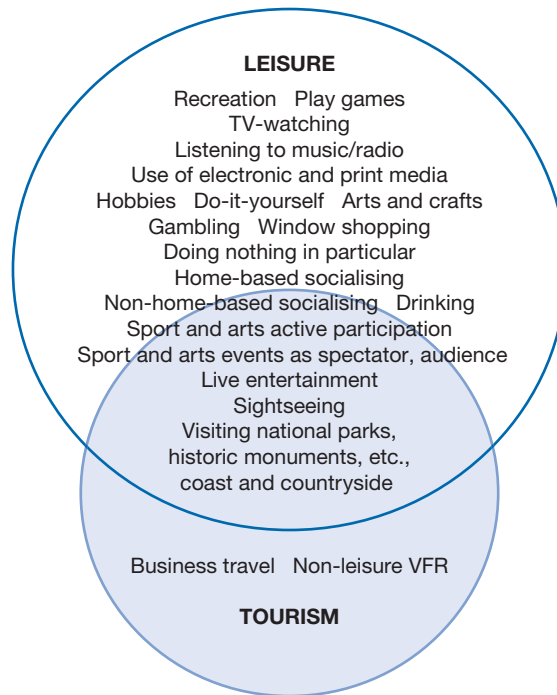 LEISURE
Recreation Play games
TV-watching
Listening to music/radio
Use of electronic and print media
Hobbies Do-it-yourself Arts and crafts
Gambling Window shopping
Doing nothing in particular
Home-based socialising
Non-home-based socialising Drinking
Sport and arts active participation
Sport and arts events as spectator, audience
Live entertainment
Sightseeing
Visiting national parks,
historic monuments, etc.,
coast and countryside
Business travel Non-leisure VFR
TOURISM